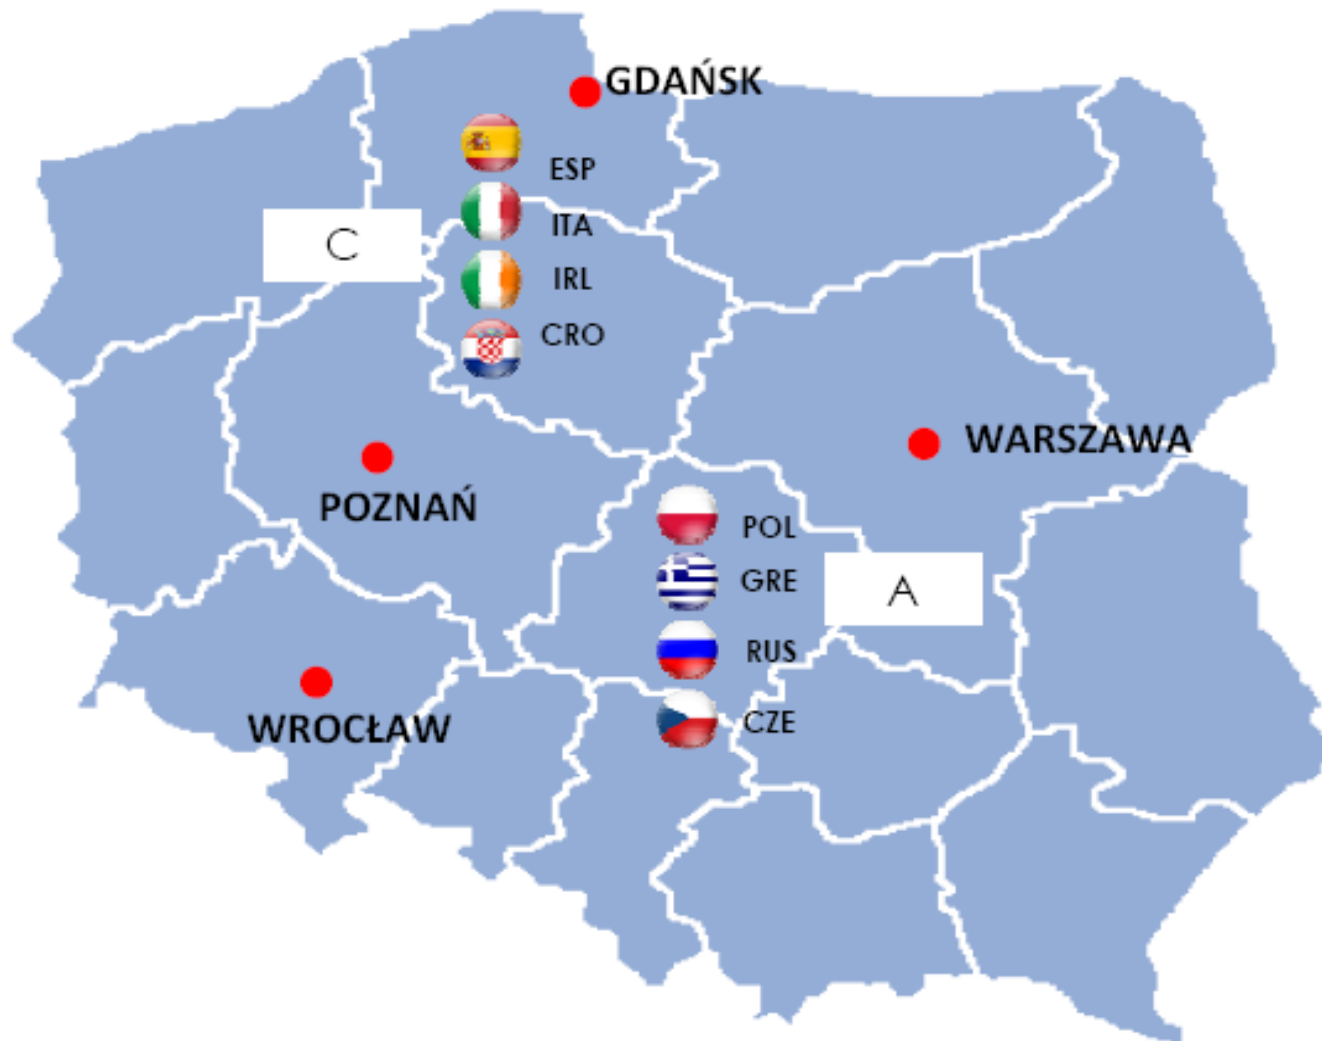 GDAŃSK
ESP
ITA
C
IRL
CRO
WARSZAWA
POZNAŃ
POL
GRE
A
RUS
WROCŁAW
CZE